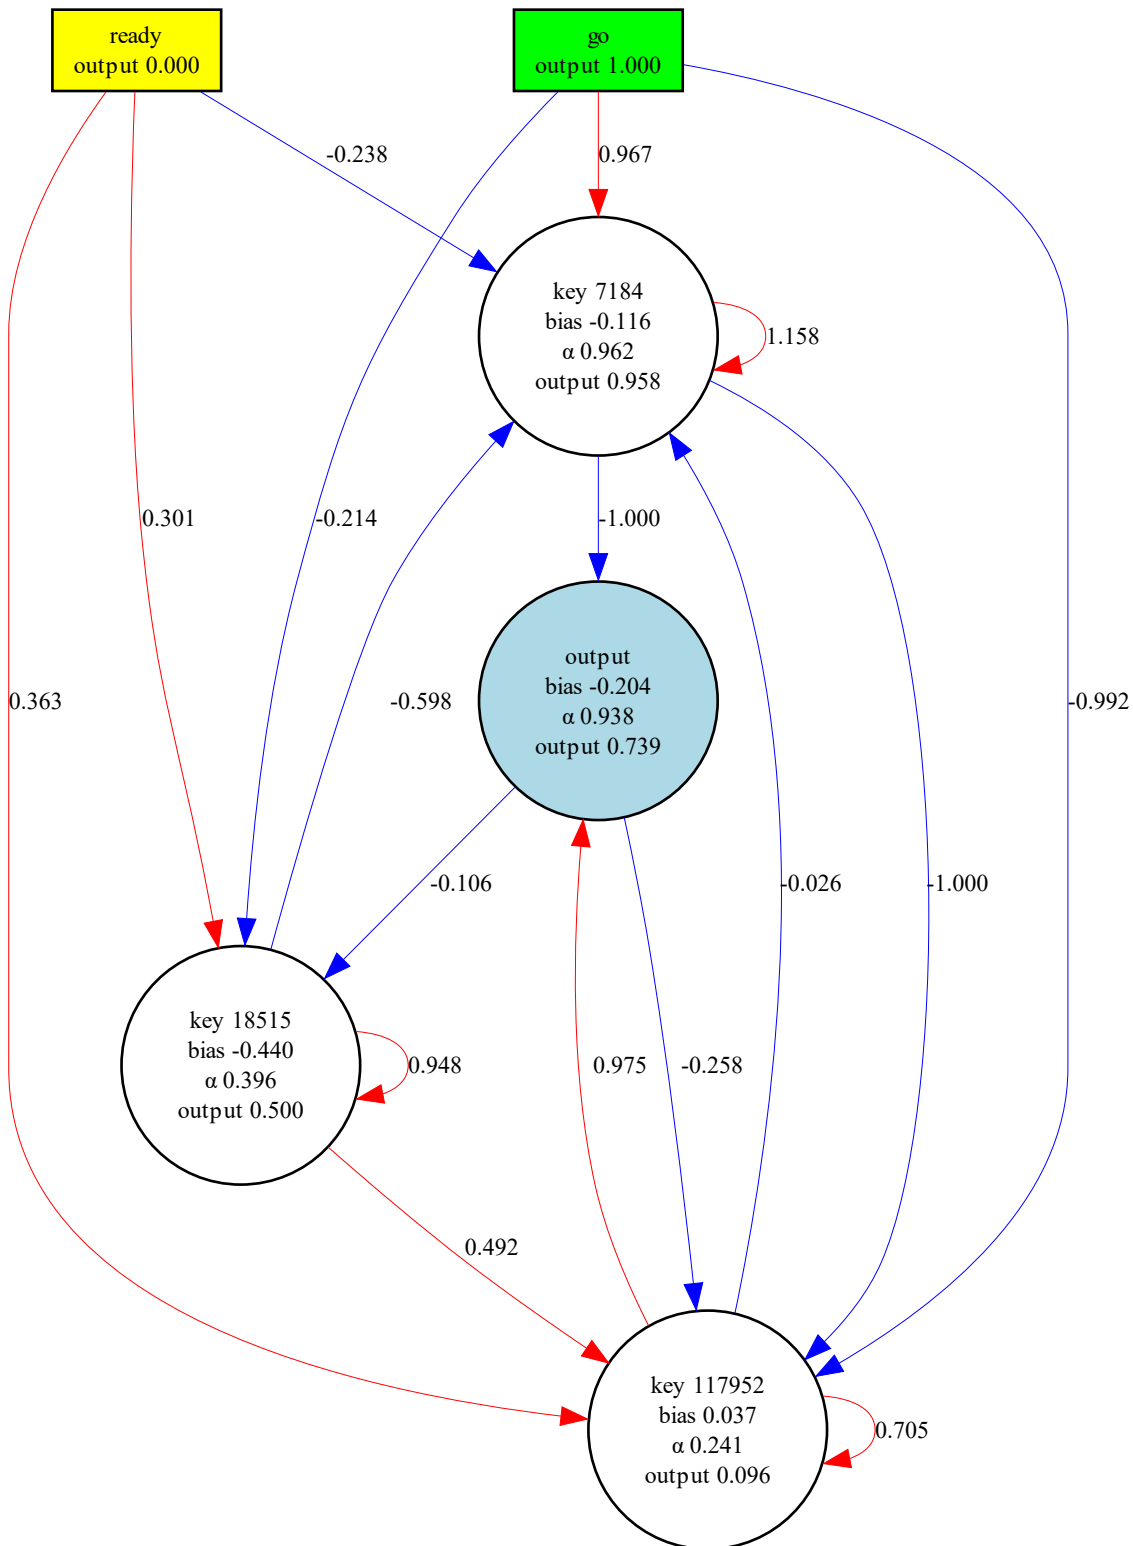 ready
output 0.000
go
output 1.000
-0.238
0.967
key 7184
bias -0.116
α 0.962
output 0.958
1.158
0.301
-0.214
-1.000
output
bias -0.204
α 0.938
output 0.739
0.363
-0.598
-0.992
-0.106
-0.026
-1.000
key 18515
bias -0.440
α 0.396
output 0.500
0.948
0.975
-0.258
0.492
key 117952
bias 0.037
α 0.241
output 0.096
0.705